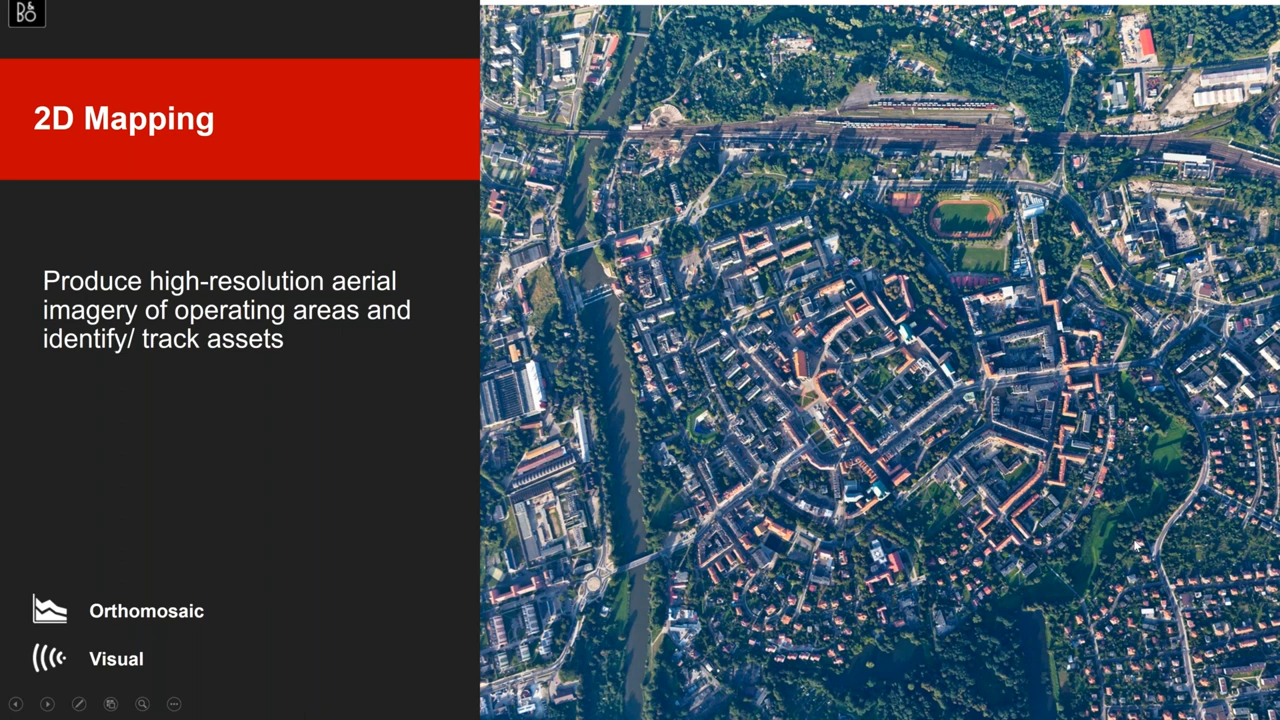 B&O
2D Mapping
Produce high-resolution aerial
imagery of operating areas and
identify/ track assets
Orthomosaic
Visual